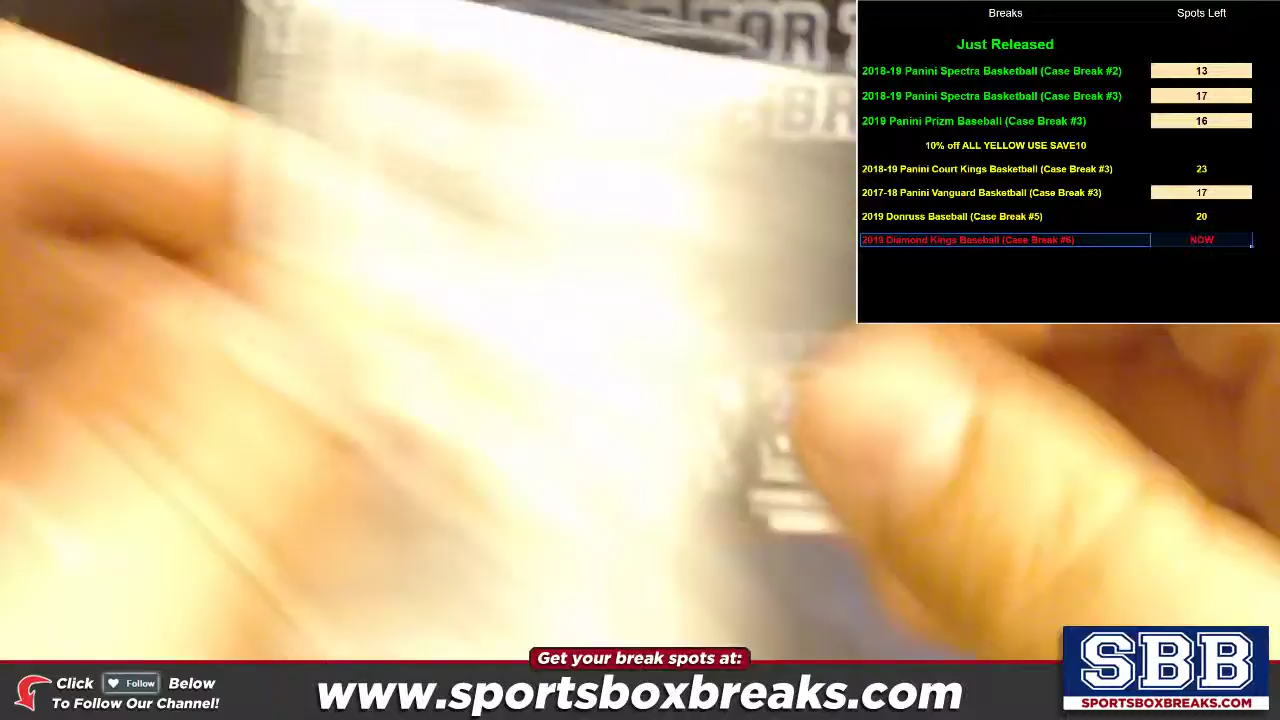 FOR
Breaks Spots Left
Just Released
2018-19 Panini Spectra Basketball (Case Break #2) 13
2018-19 Panini Spectra Basketball (Case Break #3) 17
2019 Panini Prizm Baseball (Case Break #3) 16
10% off ALL YELLOW USE SAVE10
2018-19 Panini Court Kings Basketball (Case Break #3) 23
2017-18 Panini Vanguard Basketball (Case Break #3) 17
2019 Donruss Baseball (Case Break #5) 20
2019 Diamond Kings Baseball (Case Break #6) NOW
Get your break spots at:
Click Follow Below
To Follow Our Channel!
www.sportsboxbreaks.com
SBB
SPORTSBOXBREAKS.COM